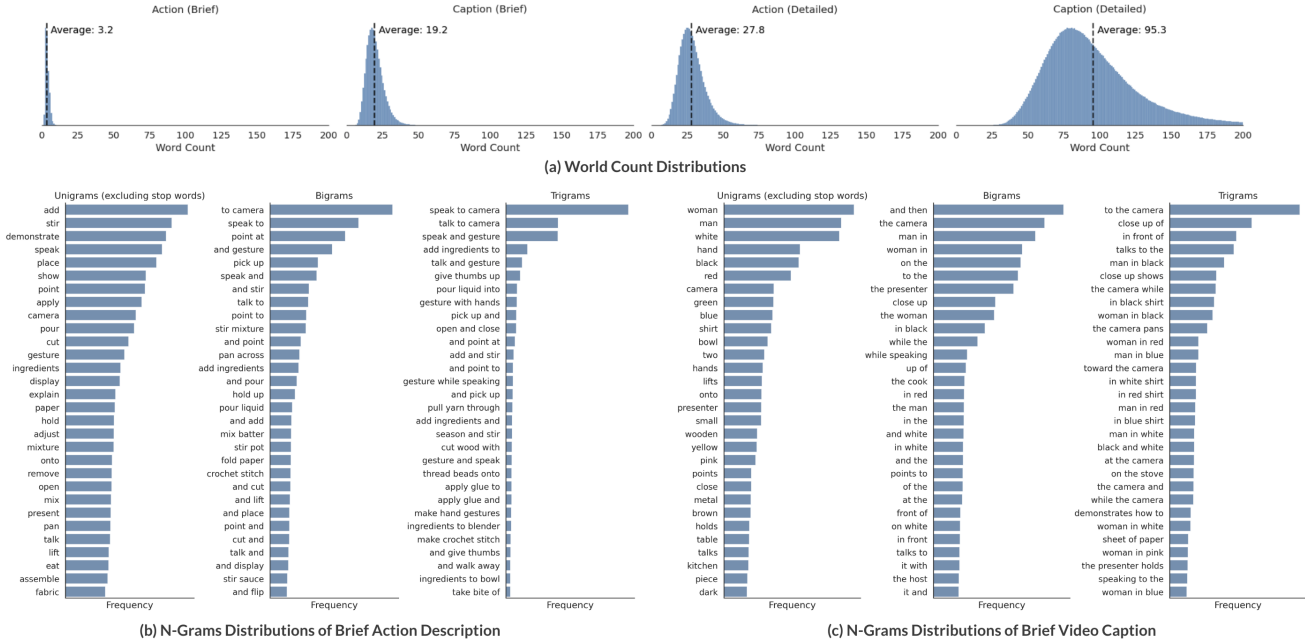 Action (Brief)
Average: 3.2
0 25 50 75 100 125 150 175 200
Word Count
Caption (Brief)
Average: 19.2
0 25 50 75 100 125 150 175 200
Word Count
Action (Detailed)
Average: 27.8
0 25 50 75 100 125 150 175 200
Word Count
Caption (Detailed)
Average: 95.3
0 25 50 75 100 125 150 175 200
Word Count
(a) World Count Distributions
Unigrams (excluding stop words)
add
stir
demonstrate
speak
place
show
point
apply
camera
pour
cut
gesture
ingredients
display
explain
paper
hold
adjust
mixture
onto
remove
open
mix
present
pan
talk
lift
eat
assemble
fabric
Frequency
Bigrams
to camera
speak to
point at
and gesture
pick up
speak and
and stir
talk to
point to
stir mixture
and point
pan across
add ingredients
and pour
hold up
pour liquid
and add
mix batter
stir pot
fold paper
crochet stitch
and cut
and lift
and place
point and
cut and
talk and
and display
stir sauce
and flip
Frequency
Trigrams
speak to camera
talk to camera
speak and gesture
add ingredients to
talk and gesture
give thumbs up
pour liquid into
gesture with hands
pick up and
open and close
and point at
add and stir
and point to
gesture while speaking
and pick up
pull yarn through
add ingredients and
season and stir
cut wood with
gesture and speak
thread beads onto
apply glue to
apply glue and
make hand gestures
ingredients to blender
make crochet stitch
and give thumbs
and walk away
ingredients to bowl
take bite of
Frequency
(b) N-Grams Distributions of Brief Action Description
Unigrams (excluding stop words)
woman
man
white
hand
black
red
camera
green
blue
shirt
bowl
two
hands
lifts
onto
presenter
small
wooden
yellow
pink
points
close
metal
brown
holds
table
talks
kitchen
piece
dark
Frequency
Bigrams
and then
the camera
man in
woman in
on the
to the
the presenter
close up
the woman
in black
while the
while speaking
up of
the cook
in red
the man
in the
and white
in white
and the
points to
of the
at the
front of
on white
in front
talks to
it with
the host
it and
Frequency
Trigrams
to the camera
close up of
in front of
talks to the
man in black
close up shows
the camera while
in black shirt
woman in black
the camera pans
woman in red
man in blue
toward the camera
in white shirt
in red shirt
man in red
in blue shirt
man in white
black and white
at the camera
on the stove
the camera and
while the camera
demonstrates how to
woman in white
sheet of paper
woman in pink
the presenter holds
speaking to the
woman in blue
Frequency
(c) N-Grams Distributions of Brief Video Caption